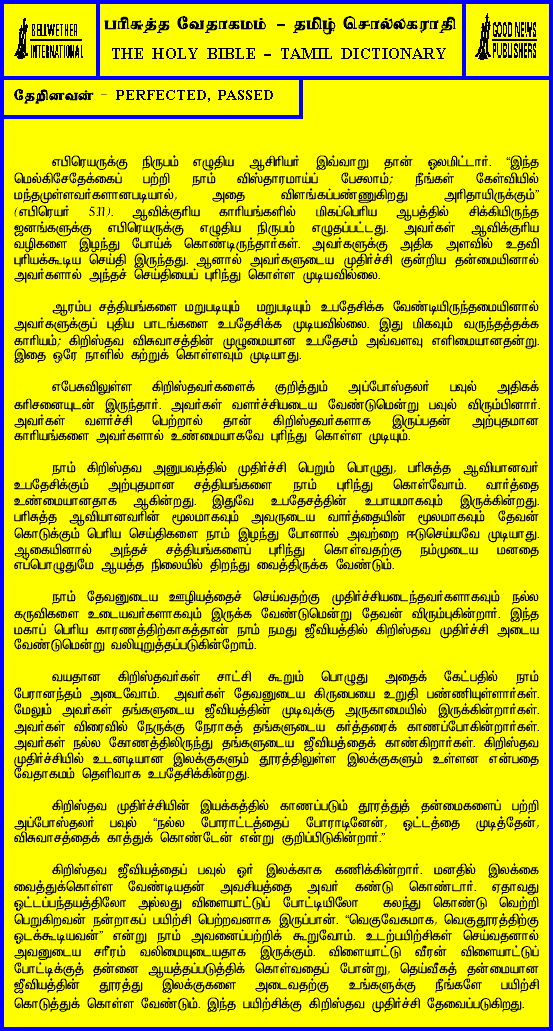 BELLWETHER
INTERNATIONAL
பரிசுத்த வேதாகமம் – தமிழ் சொல்லகராதி
THE HOLY BIBLE – TAMIL DICTIONARY
GOOD NEWS
PUBLISHERS
தேறினவன் – PERFECTED, PASSED
எபிரெயருக்கு நிருபம் எழுதிய ஆசிரியர் இவ்வாறு தான் ஓலமிட்டார். “இந்த
மெல்கிசேதேக்கைப் பற்றி நாம் விஸ்தாரமாய்ப் பேசலாம்; நீங்கள் கேள்வியில்
மந்தமுள்ளவர்களானபடியால், அதை விளங்கப்பண்ணுகிறது அரிதாயிருக்கும்”
(எபிரெயர் 5:11). ஆவிக்குரிய காரியங்களில் மிகப்பெரிய ஆபத்தில் சிக்கியிருந்த
ஜனங்களுக்கு எபிரெயருக்கு எழுதிய நிருபம் எழுதப்பட்டது. அவர்கள் ஆவிக்குரிய
வழிகளை இழந்து போய்க் கொண்டிருந்தார்கள். அவர்களுக்கு அதிக அளவில் உதவி
புரியக்கூடிய செய்தி இருந்தது. ஆனால் அவர்களுடைய முதிர்ச்சி குன்றிய தன்மையினால்
அவர்களால் அந்தச் செய்தியைப் புரிந்து கொள்ள முடியவில்லை.
ஆரம்ப சத்தியங்களை மறுபடியும் மறுபடியும் உபதேசிக்க வேண்டியிருந்தமையினால்
அவர்களுக்குப் புதிய பாடங்களை உபதேசிக்க முடியவில்லை. இது மிகவும் வருந்தத்தக்க
காரியம்; கிறிஸ்தவ விசுவாசத்தின் முழுமையான உபதேசம் அவ்வளவு எளிமையானதன்று.
இதை ஒரே நாளில் கற்றுக் கொள்ளவும் முடியாது.
எபேசுவிலுள்ள கிறிஸ்தவர்களைக் குறித்தும் அப்போஸ்தலர் பவுல் அதிகக்
கரிசனையுடன் இருந்தார். அவர்கள் வளர்ச்சியடைய வேண்டுமென்று பவுல் விரும்பினார்.
அவர்கள் வளர்ச்சி பெற்றால் தான் கிறிஸ்தவர்களாக இருப்பதன் அற்புதமான
காரியங்களை அவர்களால் உண்மையாகவே புரிந்து கொள்ள முடியும்.
நாம் கிறிஸ்தவ அனுபவத்தில் முதிர்ச்சி பெறும் பொழுது, பரிசுத்த ஆவியானவர்
உபதேசிக்கும் அற்புதமான சத்தியங்களை நாம் புரிந்து கொள்வோம். வார்த்தை
உண்மையானதாக ஆகின்றது. இதுவே உபதேசத்தின் உபாயமாகவும் இருக்கின்றது.
பரிசுத்த ஆவியானவரின் மூலமாகவும் அவருடைய வார்த்தையின் மூலமாகவும் தேவன்
கொடுக்கும் பெரிய செய்திகளை நாம் இழந்து போனால் அவற்றை ஈடுசெய்யவே முடியாது.
ஆகையினால் அந்தச் சத்தியங்களைப் புரிந்து கொள்வதற்கு நம்முடைய மனதை
எப்பொழுதுமே ஆயத்த நிலையில் திறந்து வைத்திருக்க வேண்டும்.
நாம் தேவனுடைய ஊழியத்தைச் செய்வதற்கு முதிர்ச்சியடைந்தவர்களாகவும் நல்ல
கருவிகளை உடையவர்களாகவும் இருக்க வேண்டுமென்று தேவன் விரும்புகின்றார். இந்த
மகாப் பெரிய காரணத்திற்காகத்தான் நாம் நமது ஜீவியத்தில் கிறிஸ்தவ முதிர்ச்சி அடைய
வேண்டுமென்று வலியுறுத்தப்படுகின்றோம்.
வயதான கிறிஸ்தவர்கள் சாட்சி கூறும் பொழுது அதைக் கேட்பதில் நாம்
பேரானந்தம் அடைவோம். அவர்கள் தேவனுடைய கிருபையை உறுதி பண்ணியுள்ளார்கள்.
மேலும் அவர்கள் தங்களுடைய ஜீவியத்தின் முடிவுக்கு அருகாமையில் இருக்கின்றார்கள்.
அவர்கள் விரைவில் நேருக்கு நேராகத் தங்களுடைய கர்த்தரைக் காணப்போகின்றார்கள்.
அவர்கள் நல்ல கோணத்திலிருந்து தங்களுடைய ஜீவியத்தைக் காண்கிறார்கள். கிறிஸ்தவ
முதிர்ச்சியில் உடனடியான இலக்குகளும் தூரத்திலுள்ள இலக்குகளும் உள்ளன என்பதை
வேதாகமம் தெளிவாக உபதேசிக்கின்றது.
கிறிஸ்தவ முதிர்ச்சியின் இயக்கத்தில் காணப்படும் தூரத்துத் தன்மைகளைப் பற்றி
அப்போஸ்தலர் பவுல் “நல்ல போராட்டத்தைப் போராடினேன், ஓட்டத்தை முடித்தேன்,
விசுவாசத்தைக் காத்துக் கொண்டேன் என்று குறிப்பிடுகின்றார்.”
கிறிஸ்தவ ஜீவியத்தைப் பவுல் ஓர் இலக்காக கணிக்கின்றார். மனதில் இலக்கை
வைத்துக்கொள்ள வேண்டியதன் அவசியத்தை அவர் கண்டு கொண்டார். ஏதாவது
ஒட்டப்பந்தயத்திலோ அல்லது விளையாட்டுப் போட்டியிலோ கலந்து கொண்டு வெற்றி
பெறுகிறவன் நன்றாகப் பயிற்சி பெற்றவனாக இருப்பான். “வெகுவேகமாக, வெகுதூரத்திற்கு
ஓடக்கூடியவன்” என்று நாம் அவனைப்பற்றிக் கூறுவோம். உடற்பயிற்சிகள் செய்வதனால்
அவனுடைய சரீரம் வலிமையுடையதாக இருக்கும். விளையாட்டு வீரன் விளையாட்டுப்
போட்டிக்குத் தன்னை ஆயத்தப்படுத்திக் கொள்வதைப் போன்று, தெய்வீகத் தன்மையான
ஜீவியத்தின் தூரத்து இலக்குகளை அடைவதற்கு உங்களுக்கு நீங்களே பயிற்சி
கொடுத்துக் கொள்ள வேண்டும். இந்த பயிற்சிக்கு கிறிஸ்தவ முதிர்ச்சி தேவைப்படுகிறது.